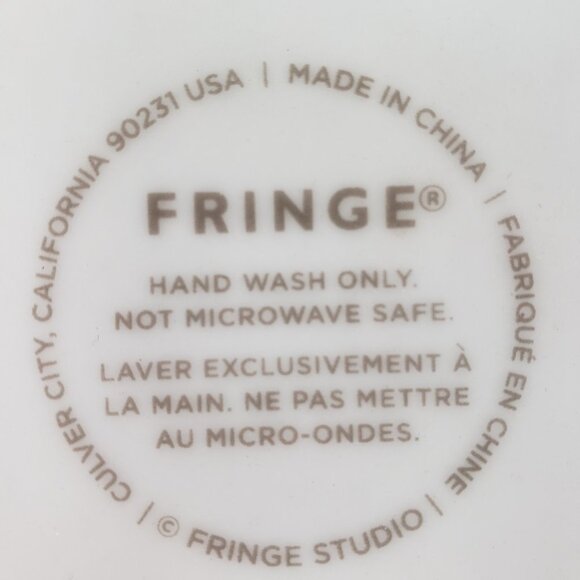 FRINGE®
HAND WASH ONLY.
NOT MICROWAVE SAFE.
LAVER EXCLUSIVEMENT À
LA MAIN. NE PAS METTRE
AU MICRO-ONDES.
© FRINGE STUDIO | CULVER CITY, CALIFORNIA 90231 USA | MADE IN CHINA | FABRIQUÉ EN CHINE |